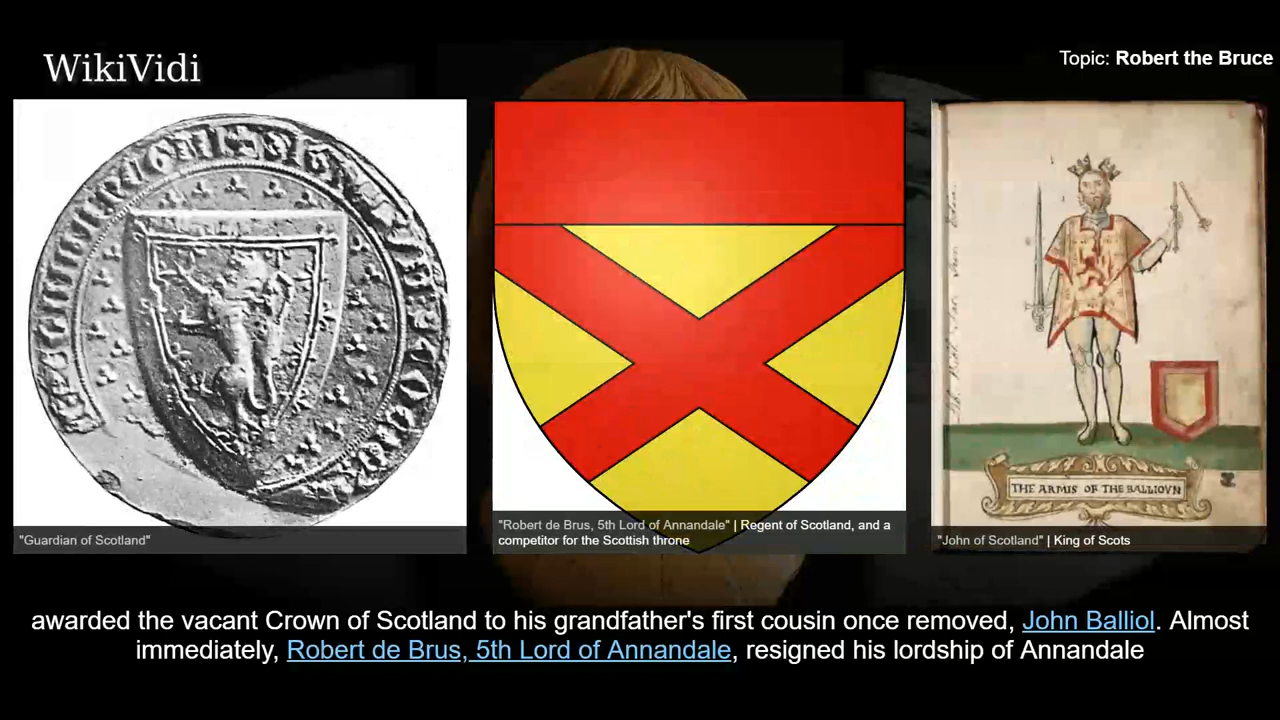 WikiVidi
Topic: Robert the Bruce
"Guardian of Scotland"
"Robert de Brus, 5th Lord of Annandale" | Regent of Scotland, and a
competitor for the Scottish throne
THE ARMIS OF THE BALLIOVN
"John of Scotland" | King of Scots
awarded the vacant Crown of Scotland to his grandfather's first cousin once removed, John Balliol. Almost
immediately, Robert de Brus, 5th Lord of Annandale, resigned his lordship of Annandale